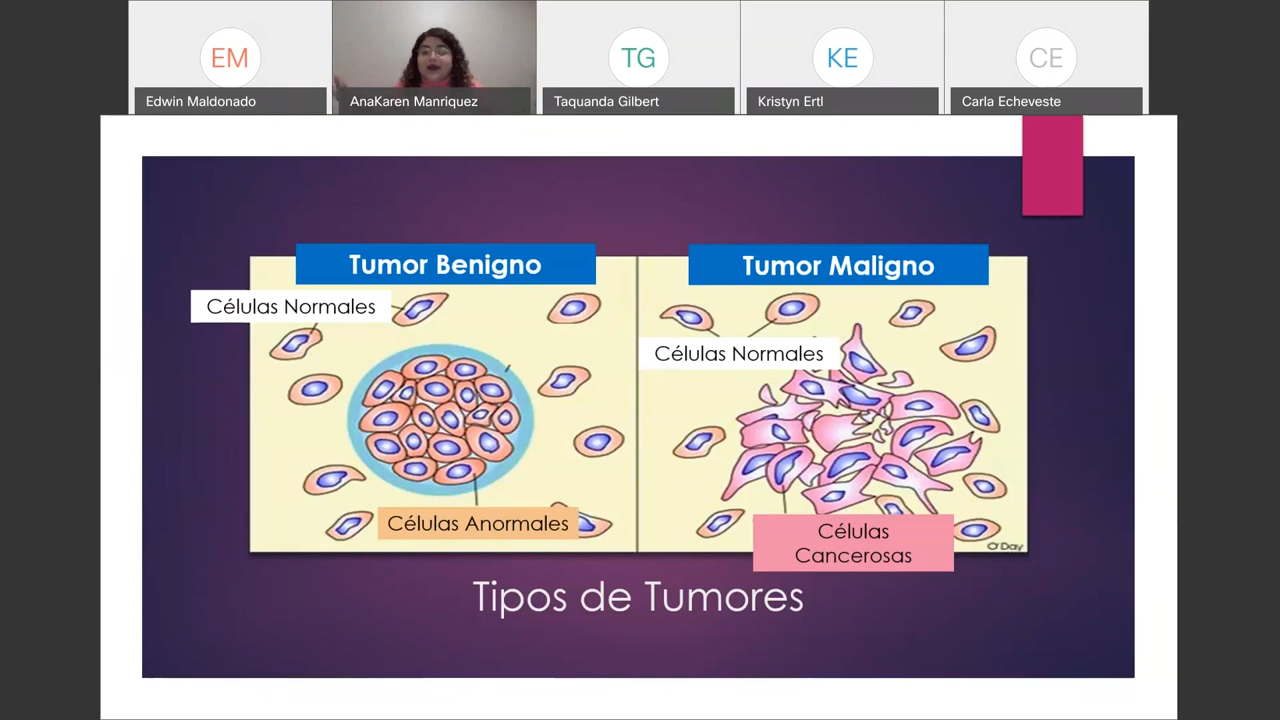 EM
TG
KE
CE
Edwin Maldonado
AnaKaren Manriquez
Taquanda Gilbert
Kristyn Ertl
Carla Echeveste
Tumor Benigno
Tumor Maligno
Células Normales
Células Normales
Células Anormales
Células
Cancerosas
O'Day
Tipos de Tumores